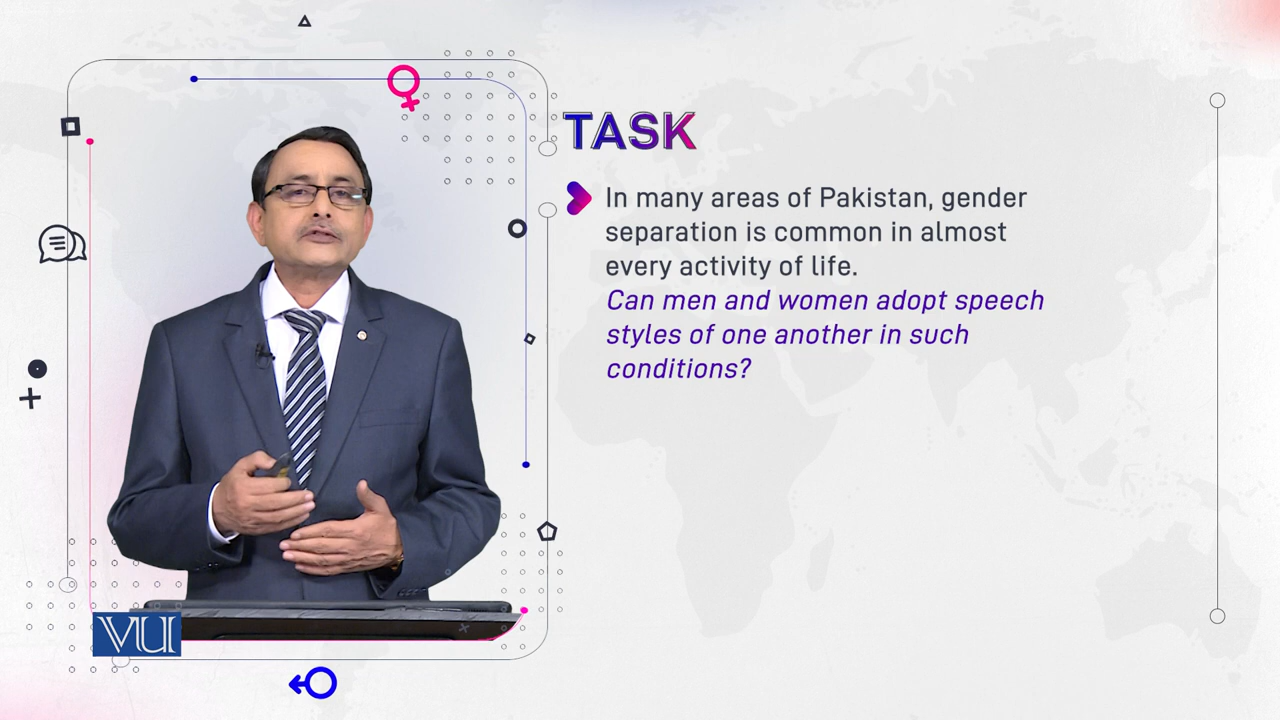 TASK
In many areas of Pakistan, gender
separation is common in almost
every activity of life.
Can men and women adopt speech
styles of one another in such
conditions?
VU